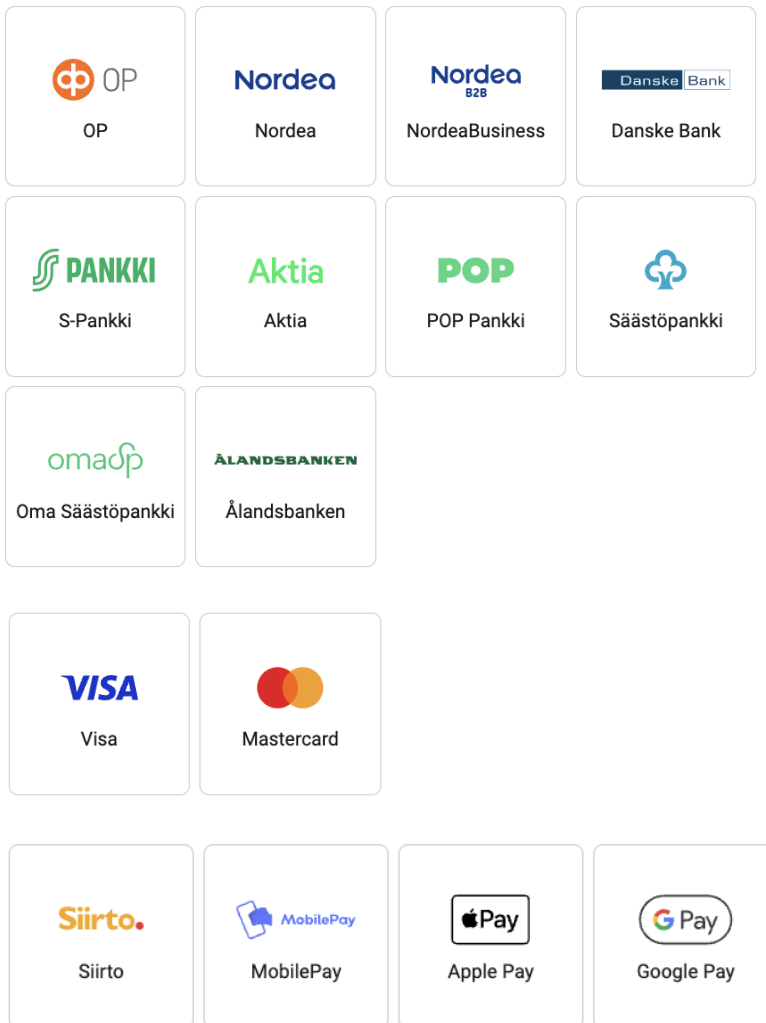 OP
OP
Nordea
Nordea
Nordea
B2B
NordeaBusiness
Danske Bank
Danske Bank
S PANKKI
S-Pankki
Aktia
Aktia
POP
POP Pankki
Säästöpankki
omasp
Oma Säästöpankki
ÅLANDSBANKEN
Ålandsbanken
VISA
Visa
Mastercard
Siirto.
Siirto
MobilePay
MobilePay
Pay
Apple Pay
G Pay
Google Pay